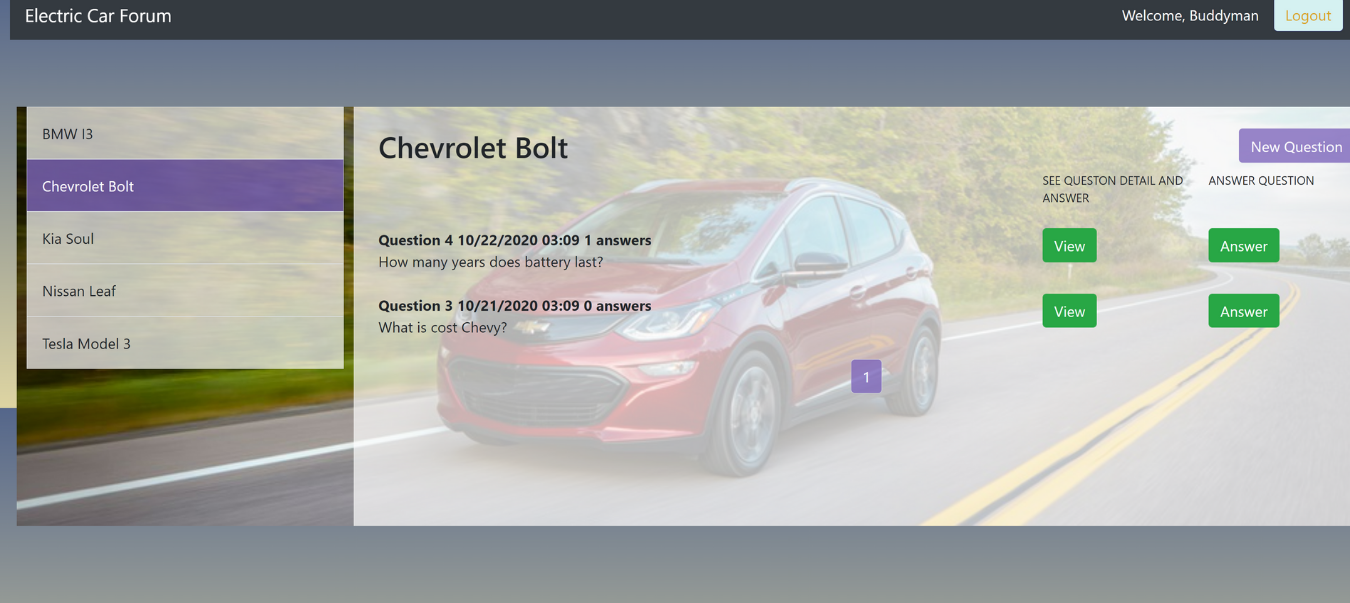 Electric Car Forum
Welcome, Buddyman
Logout
BMW I3
Chevrolet Bolt
Kia Soul
Nissan Leaf
Tesla Model 3
Chevrolet Bolt
New Question
SEE QUESTON DETAIL AND
ANSWER
ANSWER QUESTION
Question 4 10/22/2020 03:09 1 answers
How many years does battery last?
View
Answer
Question 3 10/21/2020 03:09 0 answers
What is cost Chevy?
View
Answer
1